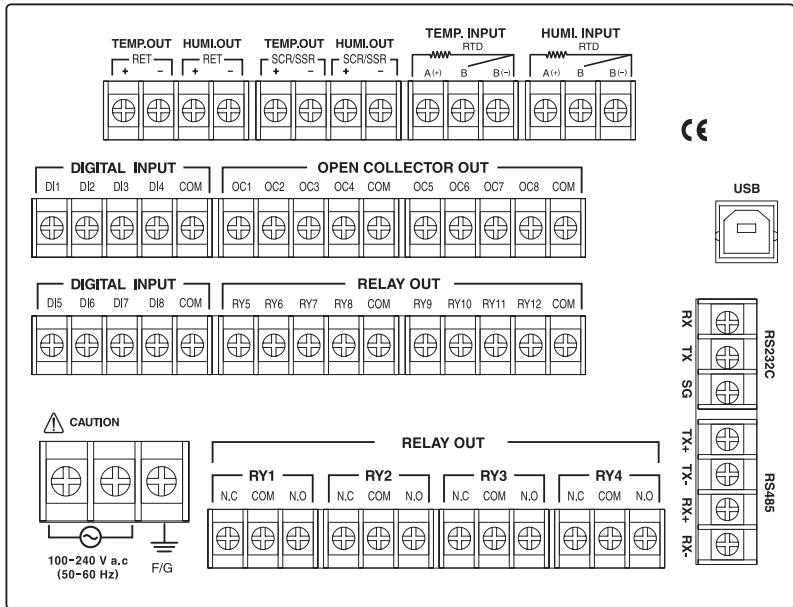 TEMP.OUT HUMI.OUT TEMP.OUT HUMI.OUT TEMP. INPUT HUMI. INPUT
RET RET SCR/SSR SCR/SSR RTD RTD
+ − + − + − + − A(+) B B(−) A(+) B B(−)
CE
DIGITAL INPUT OPEN COLLECTOR OUT
DI1 DI2 DI3 DI4 COM OC1 OC2 OC3 OC4 COM OC5 OC6 OC7 OC8 COM
USB
DIGITAL INPUT RELAY OUT
DI5 DI6 DI7 DI8 COM RY5 RY6 RY7 RY8 COM RY9 RY10 RY11 RY12 COM
RX
TX
SG
RS232C
TX+
TX-
RX+
RX-
RS485
CAUTION
RELAY OUT
RY1 RY2 RY3 RY4
N.C COM N.O N.C COM N.O N.C COM N.O N.C COM N.O
100-240 V a.c
(50-60 Hz)
F/G